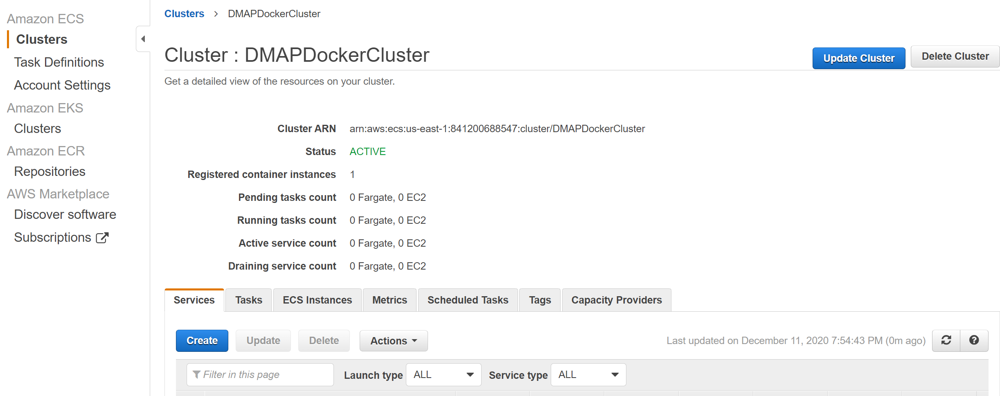 Amazon ECS
Clusters
Task Definitions
Account Settings
Amazon EKS
Clusters
Amazon ECR
Repositories
AWS Marketplace
Discover software
Subscriptions
Clusters > DMAPDockerCluster
Cluster : DMAPDockerCluster
Update Cluster Delete Cluster
Get a detailed view of the resources on your cluster.
Cluster ARN arn:aws:ecs:us-east-1:841200688547:cluster/DMAPDockerCluster
Status ACTIVE
Registered container instances 1
Pending tasks count 0 Fargate, 0 EC2
Running tasks count 0 Fargate, 0 EC2
Active service count 0 Fargate, 0 EC2
Draining service count 0 Fargate, 0 EC2
Services Tasks ECS Instances Metrics Scheduled Tasks Tags Capacity Providers
Create Update Delete Actions Last updated on December 11, 2020 7:54:43 PM (0m ago)
Filter in this page Launch type ALL Service type ALL